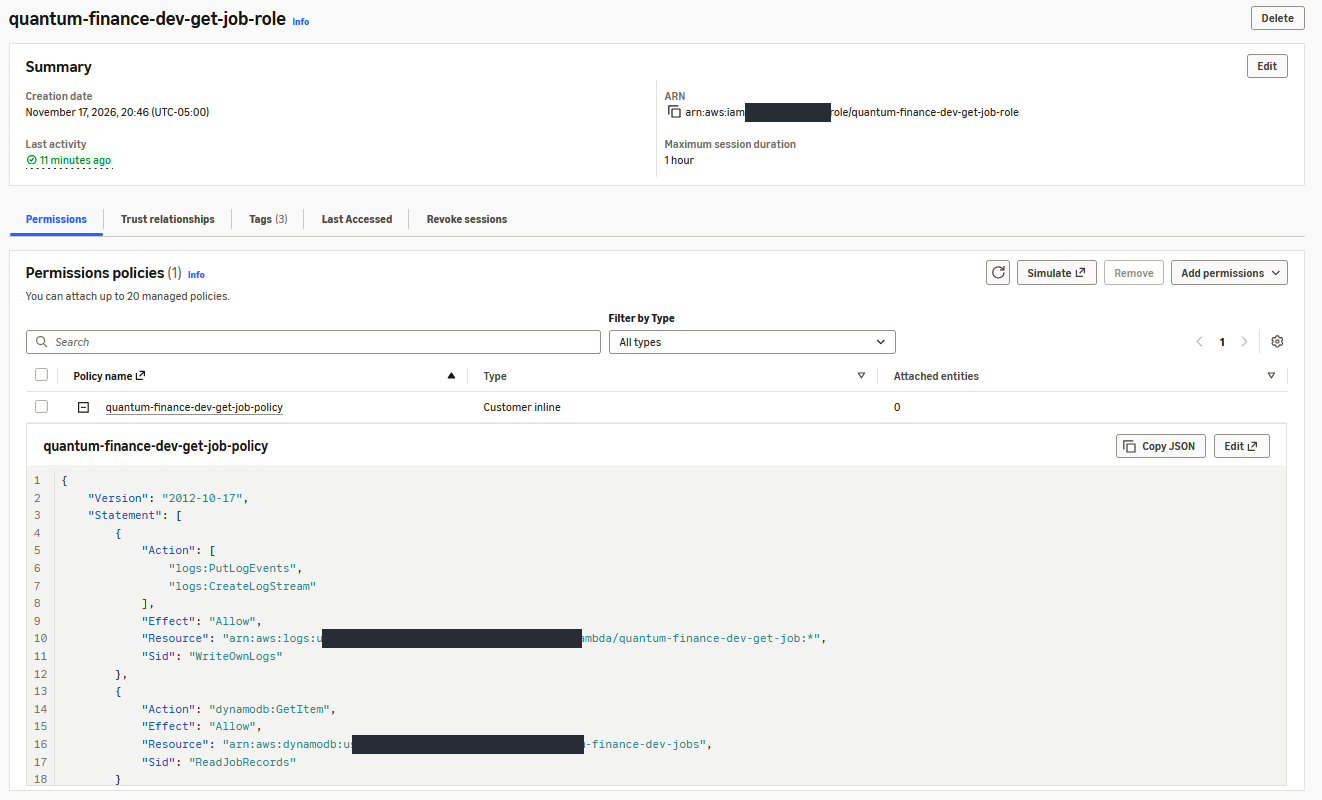 quantum-finance-dev-get-job-role Info
Delete
Summary
Edit
Creation date
November 17, 2026, 20:46 (UTC-05:00)
ARN
arn:aws:iam role/quantum-finance-dev-get-job-role
Last activity
11 minutes ago
Maximum session duration
1 hour
Permissions
Trust relationships
Tags (3)
Last Accessed
Revoke sessions
Permissions policies (1) Info
Simulate
Remove
Add permissions
You can attach up to 20 managed policies.
Filter by Type
Search
All types
1
Policy name
Type
Attached entities
quantum-finance-dev-get-job-policy
Customer inline
0
quantum-finance-dev-get-job-policy
Copy JSON
Edit
1 {
2 "Version": "2012-10-17",
3 "Statement": [
4 {
5 "Action": [
6 "logs:PutLogEvents",
7 "logs:CreateLogStream"
8 ],
9 "Effect": "Allow",
10 "Resource": "arn:aws:logs:u ambda/quantum-finance-dev-get-job:*",
11 "Sid": "WriteOwnLogs"
12 },
13 {
14 "Action": "dynamodb:GetItem",
15 "Effect": "Allow",
16 "Resource": "arn:aws:dynamodb:us -finance-dev-jobs",
17 "Sid": "ReadJobRecords"
18 }